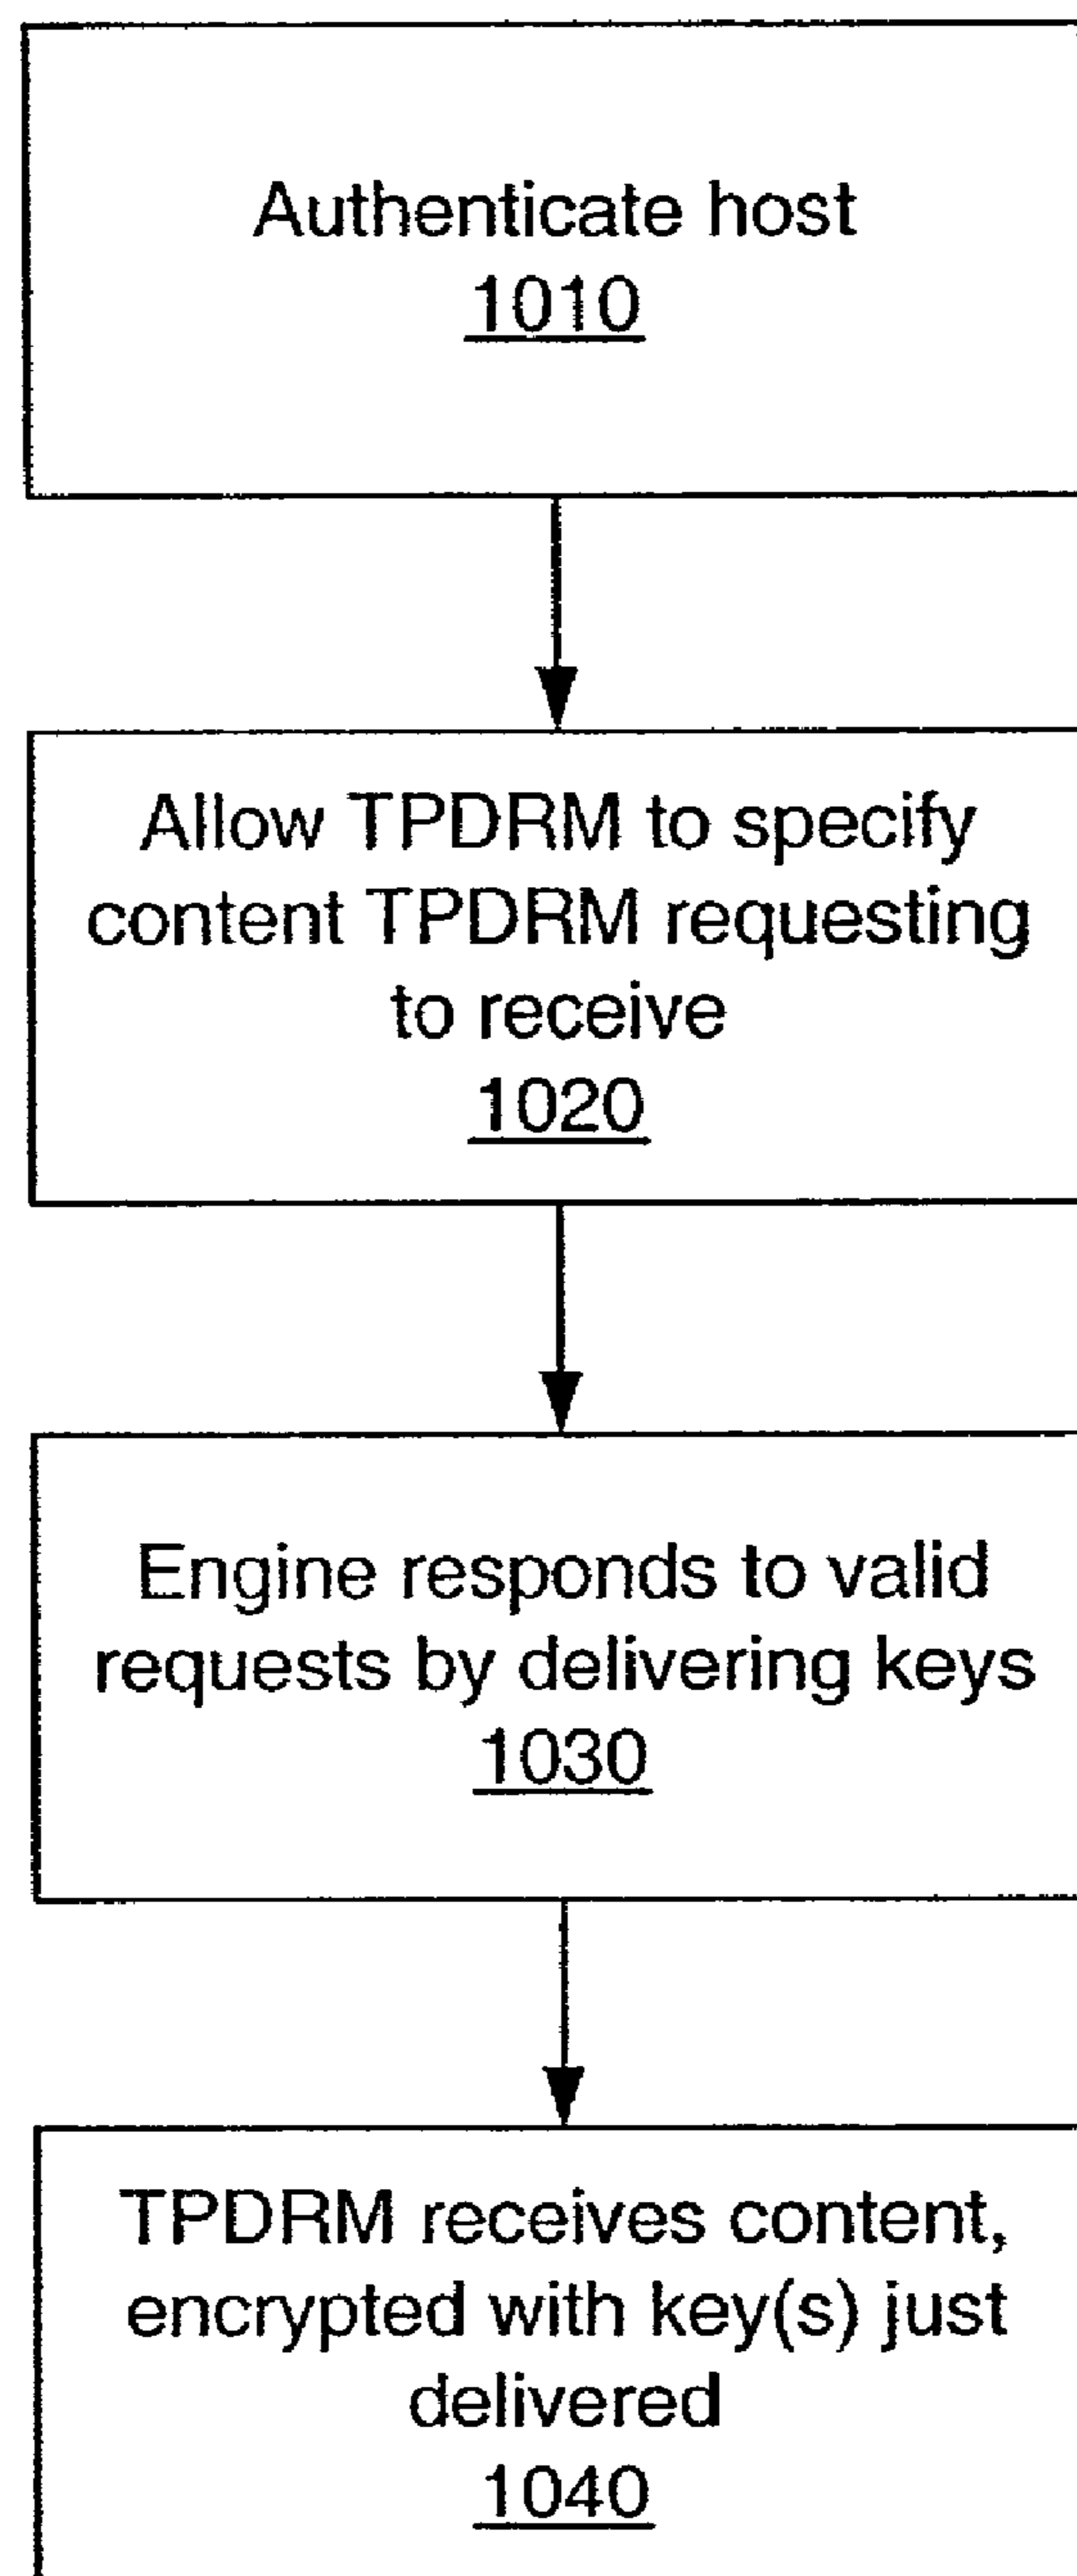 Authenticate host
1010
Allow TPDRM to specify
content TPDRM requesting
to receive
1020
Engine responds to valid
requests by delivering keys
1030
TPDRM receives content,
encrypted with key(s) just
delivered
1040